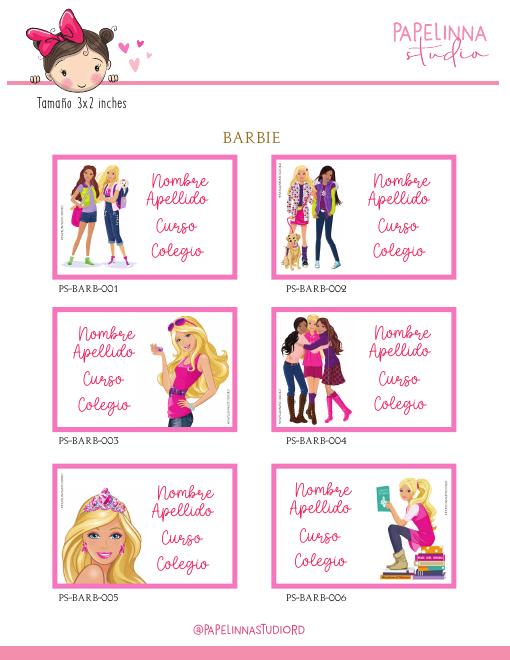 PAPELINNA
studio
Tamaño 3x2 inches
BARBIE
Nombre
Apellido
Curso
Colegio
PS-BARB-001
Nombre
Apellido
Curso
Colegio
PS-BARB-002
Nombre
Apellido
Curso
Colegio
PS-BARB-003
Nombre
Apellido
Curso
Colegio
PS-BARB-004
Nombre
Apellido
Curso
Colegio
PS-BARB-005
Nombre
Apellido
Curso
Colegio
PS-BARB-006
@PAPELINNASTUDIORD